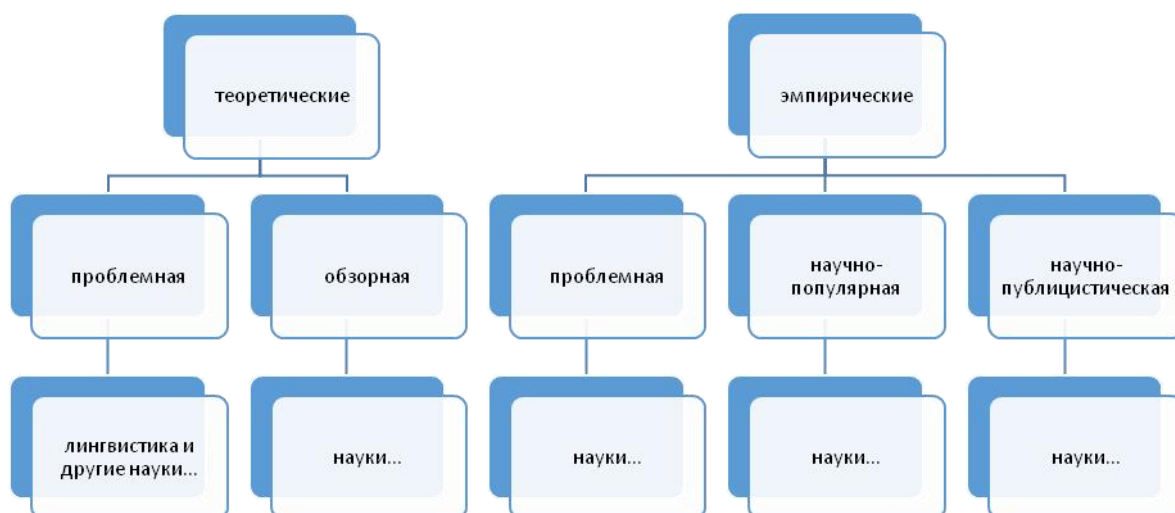 теоретические
эмпирические
проблемная
обзорная
проблемная
научно-
популярная
научно-
публицистическая
лингвистика и
другие науки...
науки...
науки...
науки...
науки...